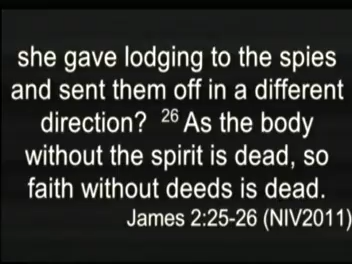 she gave lodging to the spies
and sent them off in a different
direction? 26 As the body
without the spirit is dead, so
faith without deeds is dead.
James 2:25-26 (NIV2011)